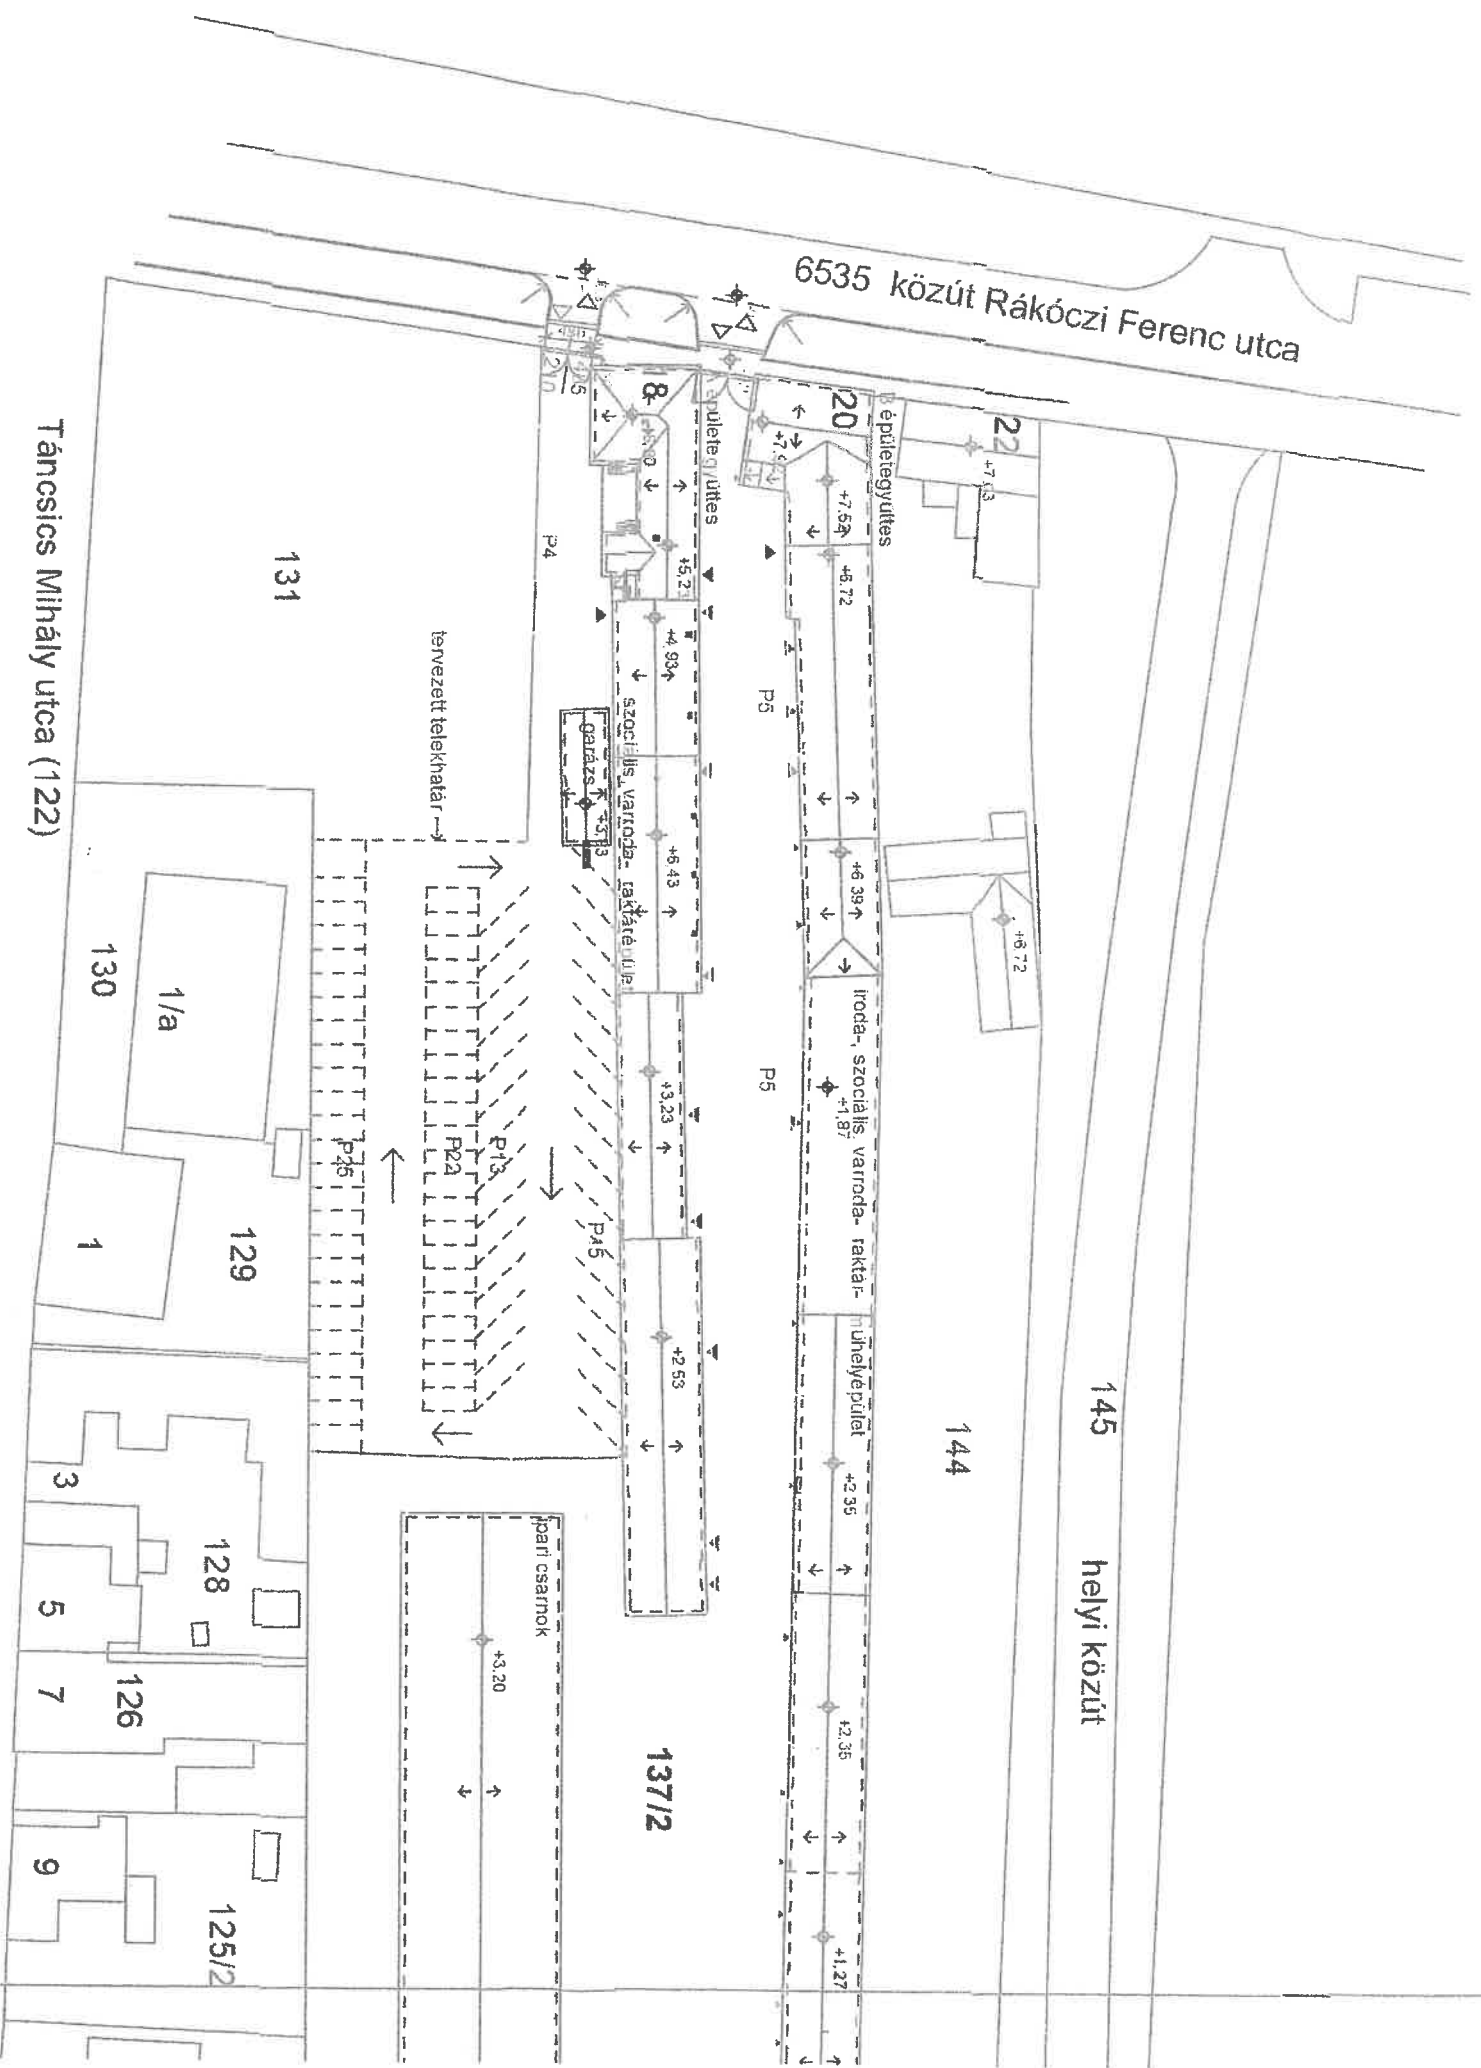 6535 közút Rákóczi Ferenc utca
22
+7,03
20
B épületegyüttes
+7,52
+6.72
18
épületegyüttes
+5,23
P4
+4.93
szociális, varroda- raktárépület
P5
garázs
tervezett telekhatár
+6.43
+6 39
+6.72
131
Táncsics Mihály utca (122)
iroda-, szociális, varroda- raktár- műhelyépület
+1,87
P5
+3,23
130
1/a
P25
P22
P13
P15
129
1
+2 53
145
helyi közút
144
+2 35
3
128
5
ipari csarnok
+3.20
126
7
137/2
+2.35
9
125/2
+1,27